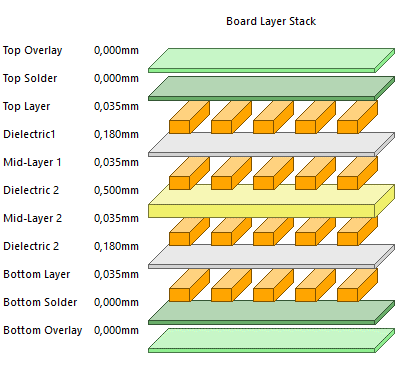 Board Layer Stack
Top Overlay 0,000mm
Top Solder 0,000mm
Top Layer 0,035mm
Dielectric1 0,180mm
Mid-Layer 1 0,035mm
Dielectric 2 0,500mm
Mid-Layer 2 0,035mm
Dielectric 2 0,180mm
Bottom Layer 0,035mm
Bottom Solder 0,000mm
Bottom Overlay 0,000mm